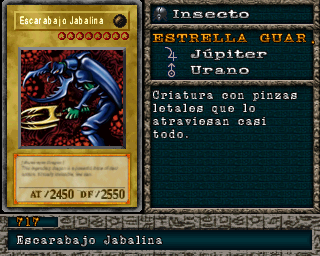 Escarabajo Jabalina
AT/2450 DF/2550
Insecto
ESTRELLA GUAR.
Júpiter
Urano
Criatura con pinzas
letales que lo
atraviesan casi
todo.
717
Escarabajo Jabalina